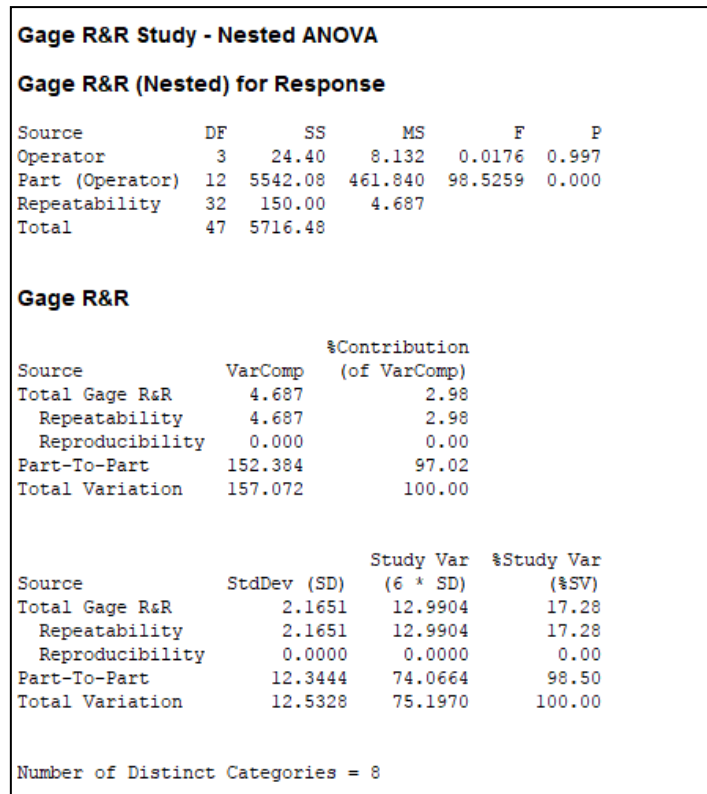 Gage R&R Study - Nested ANOVA
Gage R&R (Nested) for Response
Source DF SS MS F P
Operator 3 24.40 8.132 0.0176 0.997
Part (Operator) 12 5542.08 461.840 98.5259 0.000
Repeatability 32 150.00 4.687
Total 47 5716.48
Gage R&R
%Contribution
Source VarComp (of VarComp)
Total Gage R&R 4.687 2.98
Repeatability 4.687 2.98
Reproducibility 0.000 0.00
Part-To-Part 152.384 97.02
Total Variation 157.072 100.00
Study Var %Study Var
Source StdDev (SD) (6 * SD) (%SV)
Total Gage R&R 2.1651 12.9904 17.28
Repeatability 2.1651 12.9904 17.28
Reproducibility 0.0000 0.0000 0.00
Part-To-Part 12.3444 74.0664 98.50
Total Variation 12.5328 75.1970 100.00
Number of Distinct Categories = 8